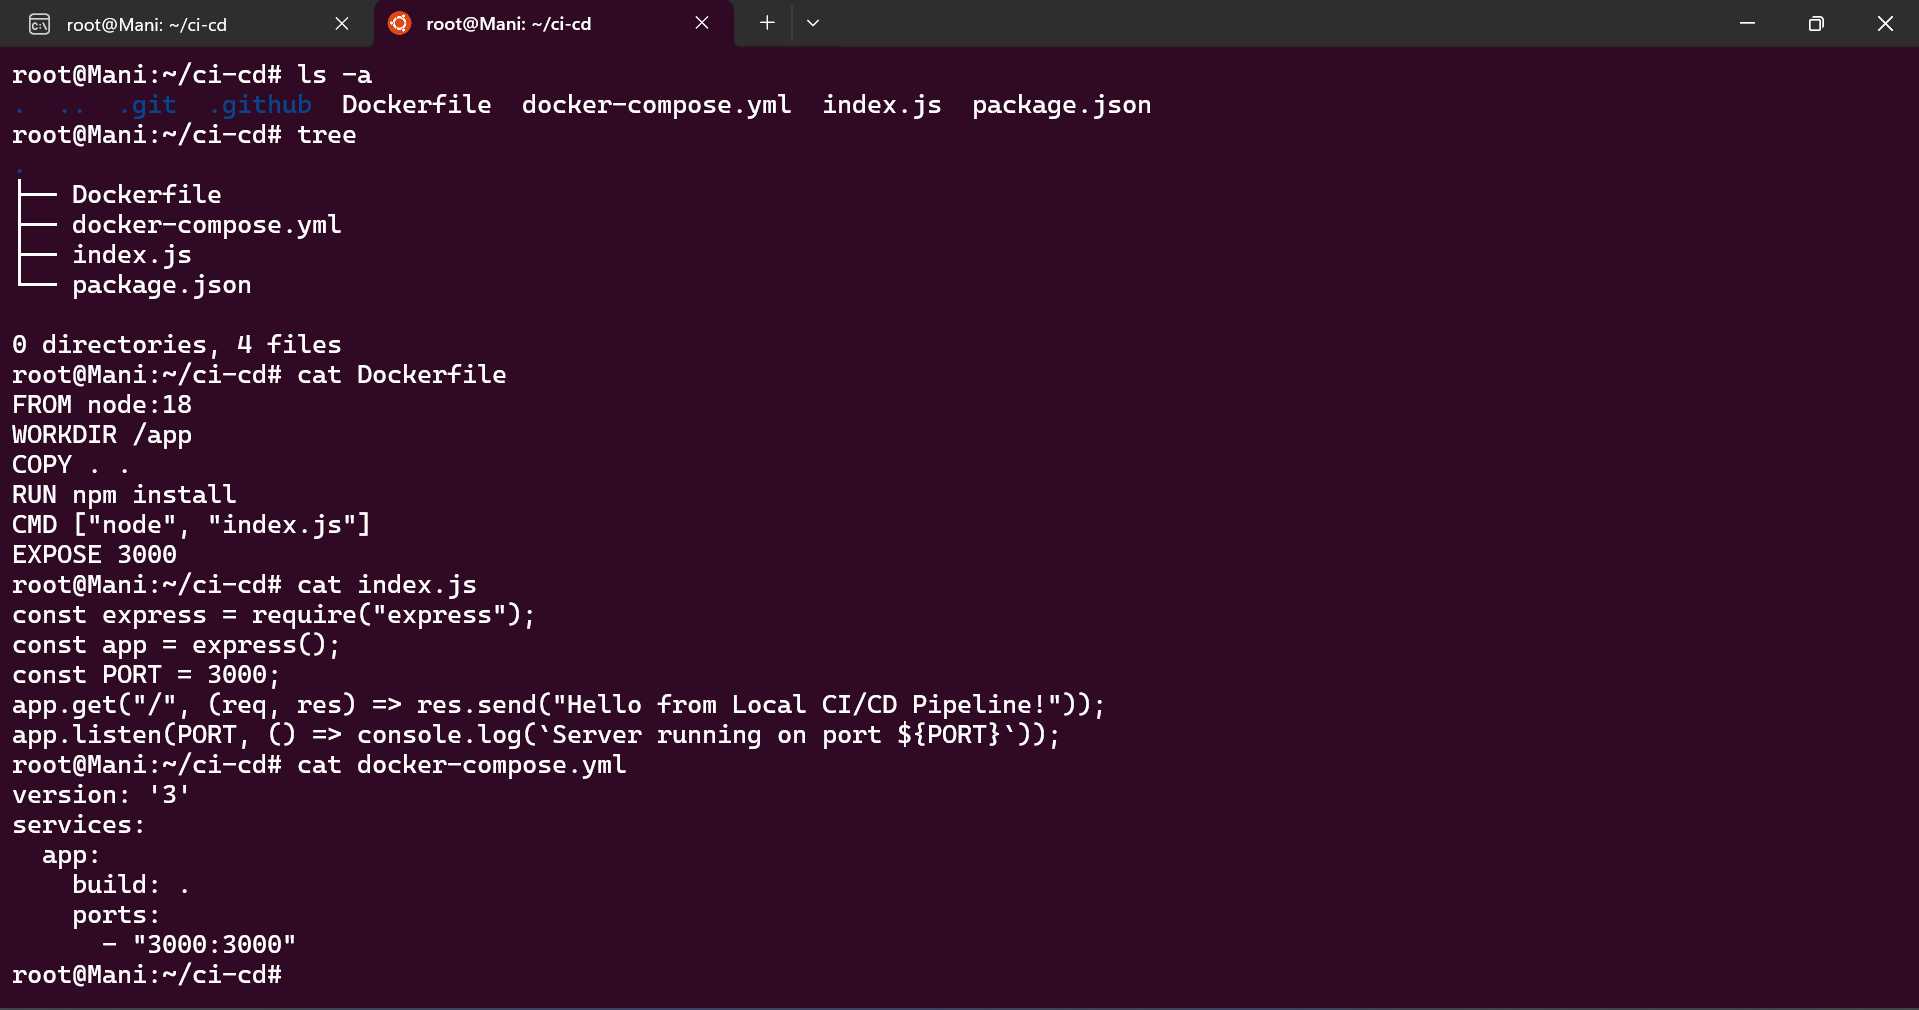 root@Mani: ~/ci-cd
root@Mani: ~/ci-cd
root@Mani:~/ci-cd# ls -a
.  ..  .git  .github  Dockerfile  docker-compose.yml  index.js  package.json
root@Mani:~/ci-cd# tree
.
├── Dockerfile
├── docker-compose.yml
├── index.js
└── package.json
0 directories, 4 files
root@Mani:~/ci-cd# cat Dockerfile
FROM node:18
WORKDIR /app
COPY . .
RUN npm install
CMD ["node", "index.js"]
EXPOSE 3000
root@Mani:~/ci-cd# cat index.js
const express = require("express");
const app = express();
const PORT = 3000;
app.get("/", (req, res) => res.send("Hello from Local CI/CD Pipeline!"));
app.listen(PORT, () => console.log(`Server running on port ${PORT}`));
root@Mani:~/ci-cd# cat docker-compose.yml
version: '3'
services:
  app:
    build: .
    ports:
      - "3000:3000"
root@Mani:~/ci-cd#